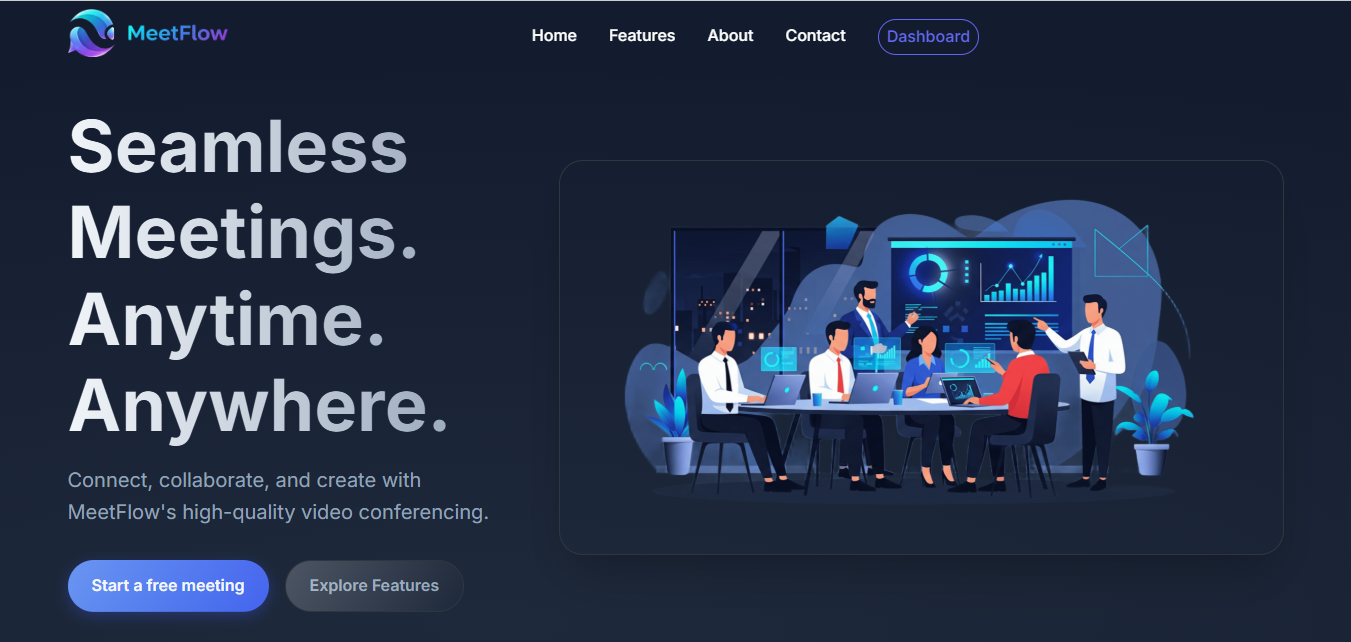 MeetFlow
Home Features About Contact Dashboard
Seamless
Meetings.
Anytime.
Anywhere.
Connect, collaborate, and create with
MeetFlow's high-quality video conferencing.
Start a free meeting Explore Features